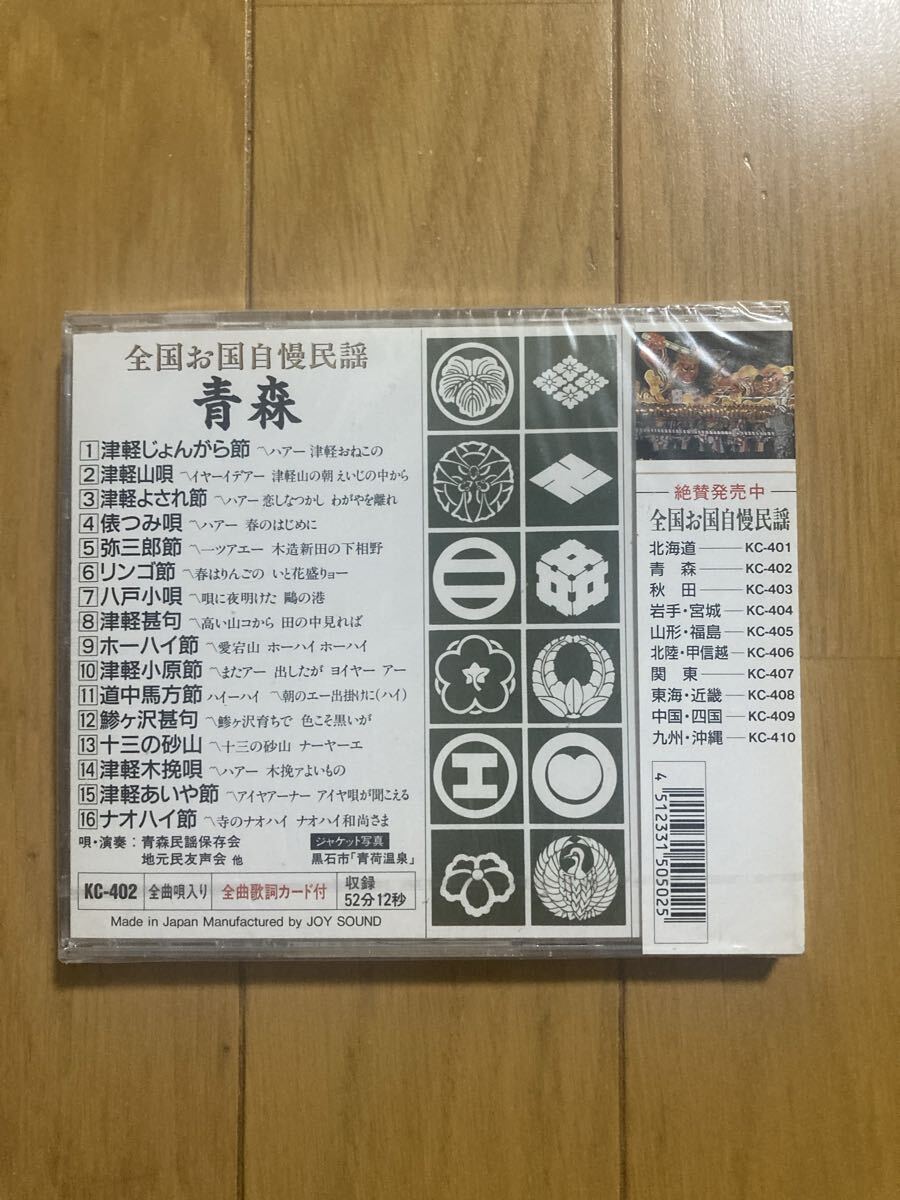 全国お国自慢民謡
青森
1 津軽じょんがら節 〽ハアー 津軽おねこの
2 津軽山唄 〽イヤーイデアー 津軽山の朝 えいじの中から
3 津軽よされ節 〽ハアー 恋しなつかし わがやを離れ
4 俵つみ唄 〽ハアー 春のはじめに
5 弥三郎節 〽一ツアエー 木造新田の下相野
6 リンゴ節 〽春はりんごの いと花盛りョー
7 八戸小唄 〽唄に夜明けた 鷗の港
8 津軽甚句 〽高い山コから 田の中見れば
9 ホーハイ節 〽愛宕山 ホーハイ ホーハイ
10 津軽小原節 〽またアー 出したが ヨイヤー アー
11 道中馬方節 ハイーハイ 〽朝のエー出掛けに(ハイ)
12 鯵ヶ沢甚句 〽鯵ヶ沢育ちで 色こそ黒いが
13 十三の砂山 〽十三の砂山 ナーヤーエ
14 津軽木挽唄 〽ハアー 木挽ァよいもの
15 津軽あいや節 〽アイヤアーナー アイヤ唄が聞こえる
16 ナオハイ節 〽寺のナオハイ ナオハイ和尚さま
唄・演奏：青森民謡保存会
地元民友声会 他
ジャケット写真
黒石市「青荷温泉」
KC-402 全曲唄入り 全曲歌詞カード付 収録
52分12秒
Made in Japan Manufactured by JOY SOUND
絶賛発売中
全国お国自慢民謡
北海道 KC-401
青森 KC-402
秋田 KC-403
岩手・宮城 KC-404
山形・福島 KC-405
北陸・甲信越 KC-406
関東 KC-407
東海・近畿 KC-408
中国・四国 KC-409
九州・沖縄 KC-410
4 512331 505025